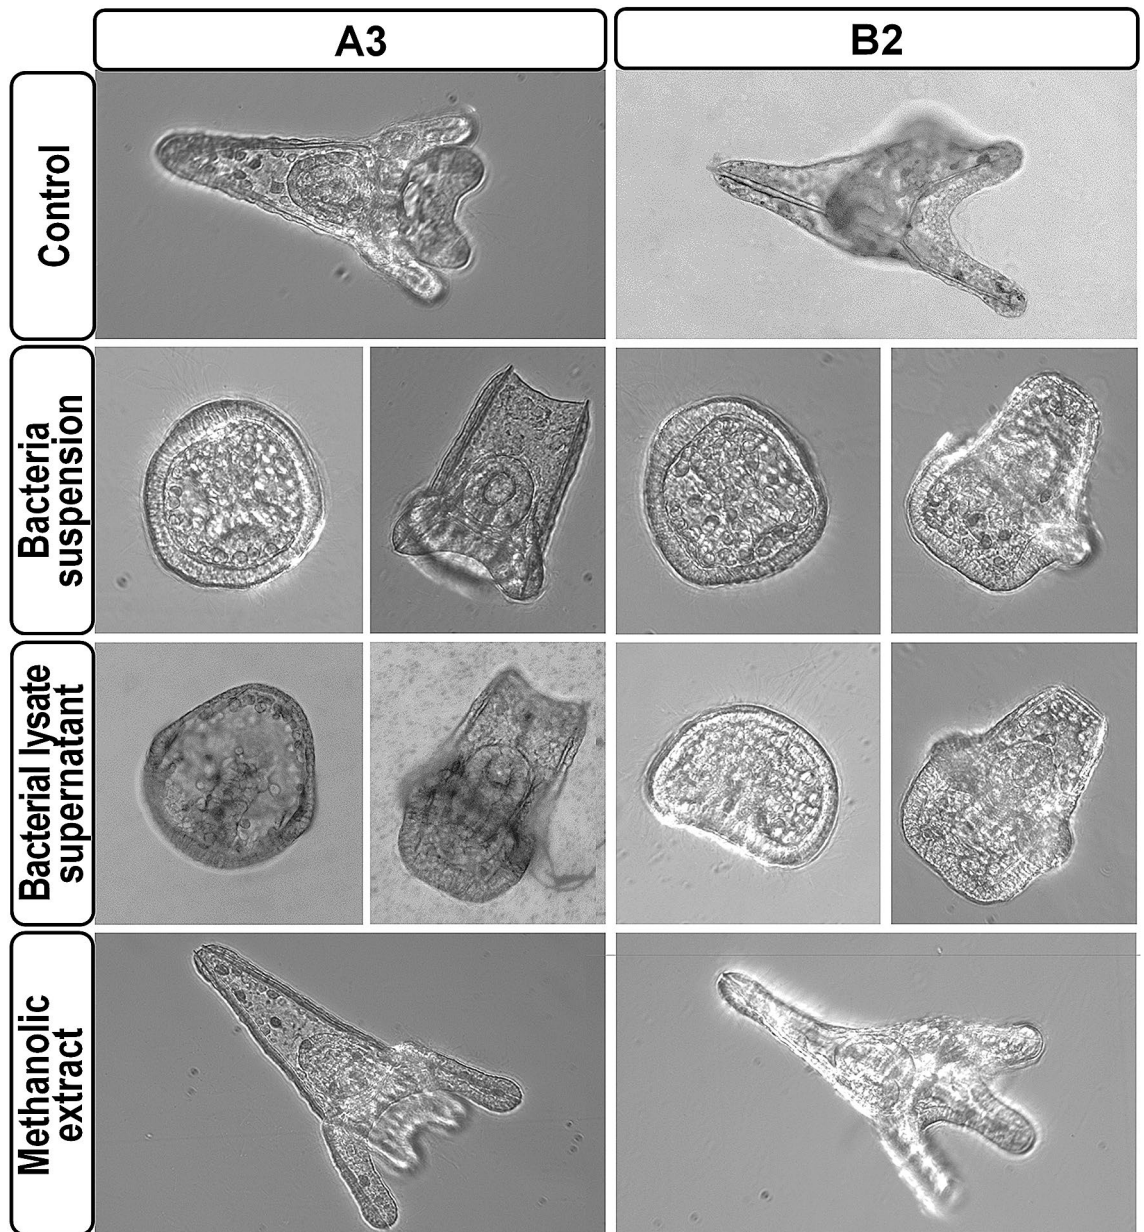 A3
B2
Control
Bacteria
suspension
Bacterial lysate
supernatant
Methanolic
extract